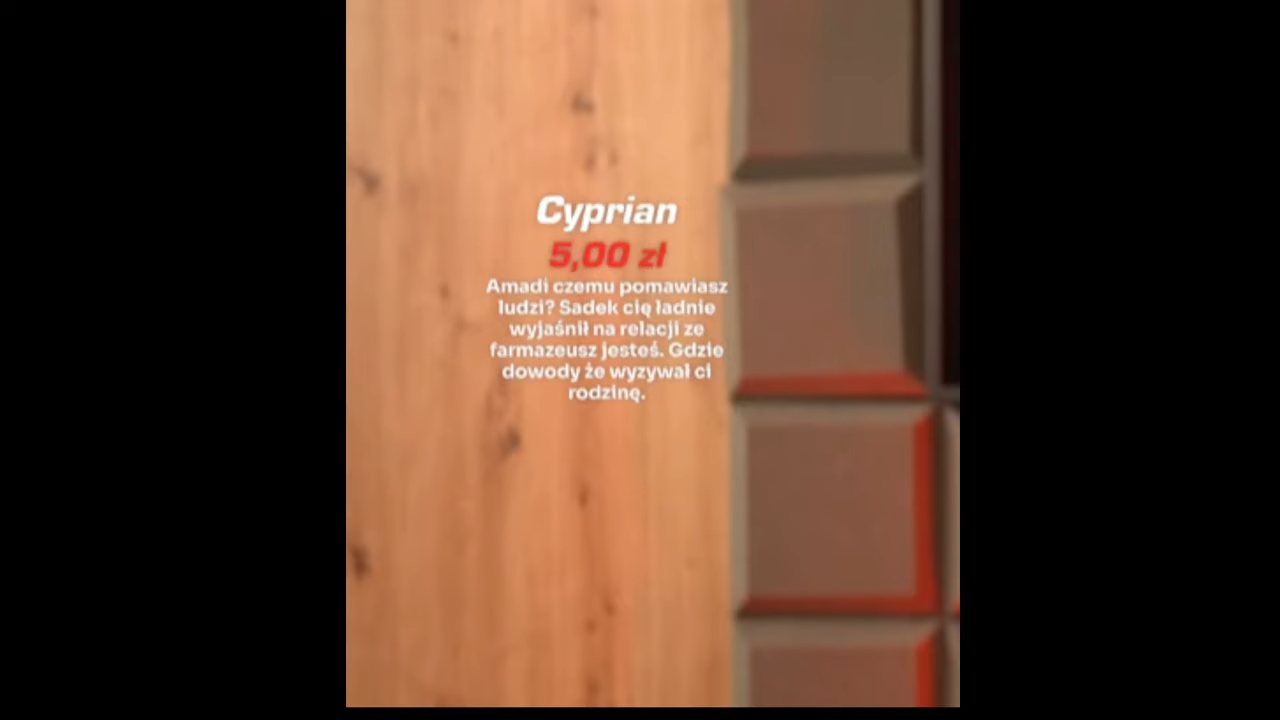 Cyprian
5,00 zł
Amadi czemu pomawiasz
ludzi? Sadek cię ładnie
wyjaśnił na relacji ze
farmazeusz jesteś. Gdzie
dowody że wyzywał ci
rodzinę.